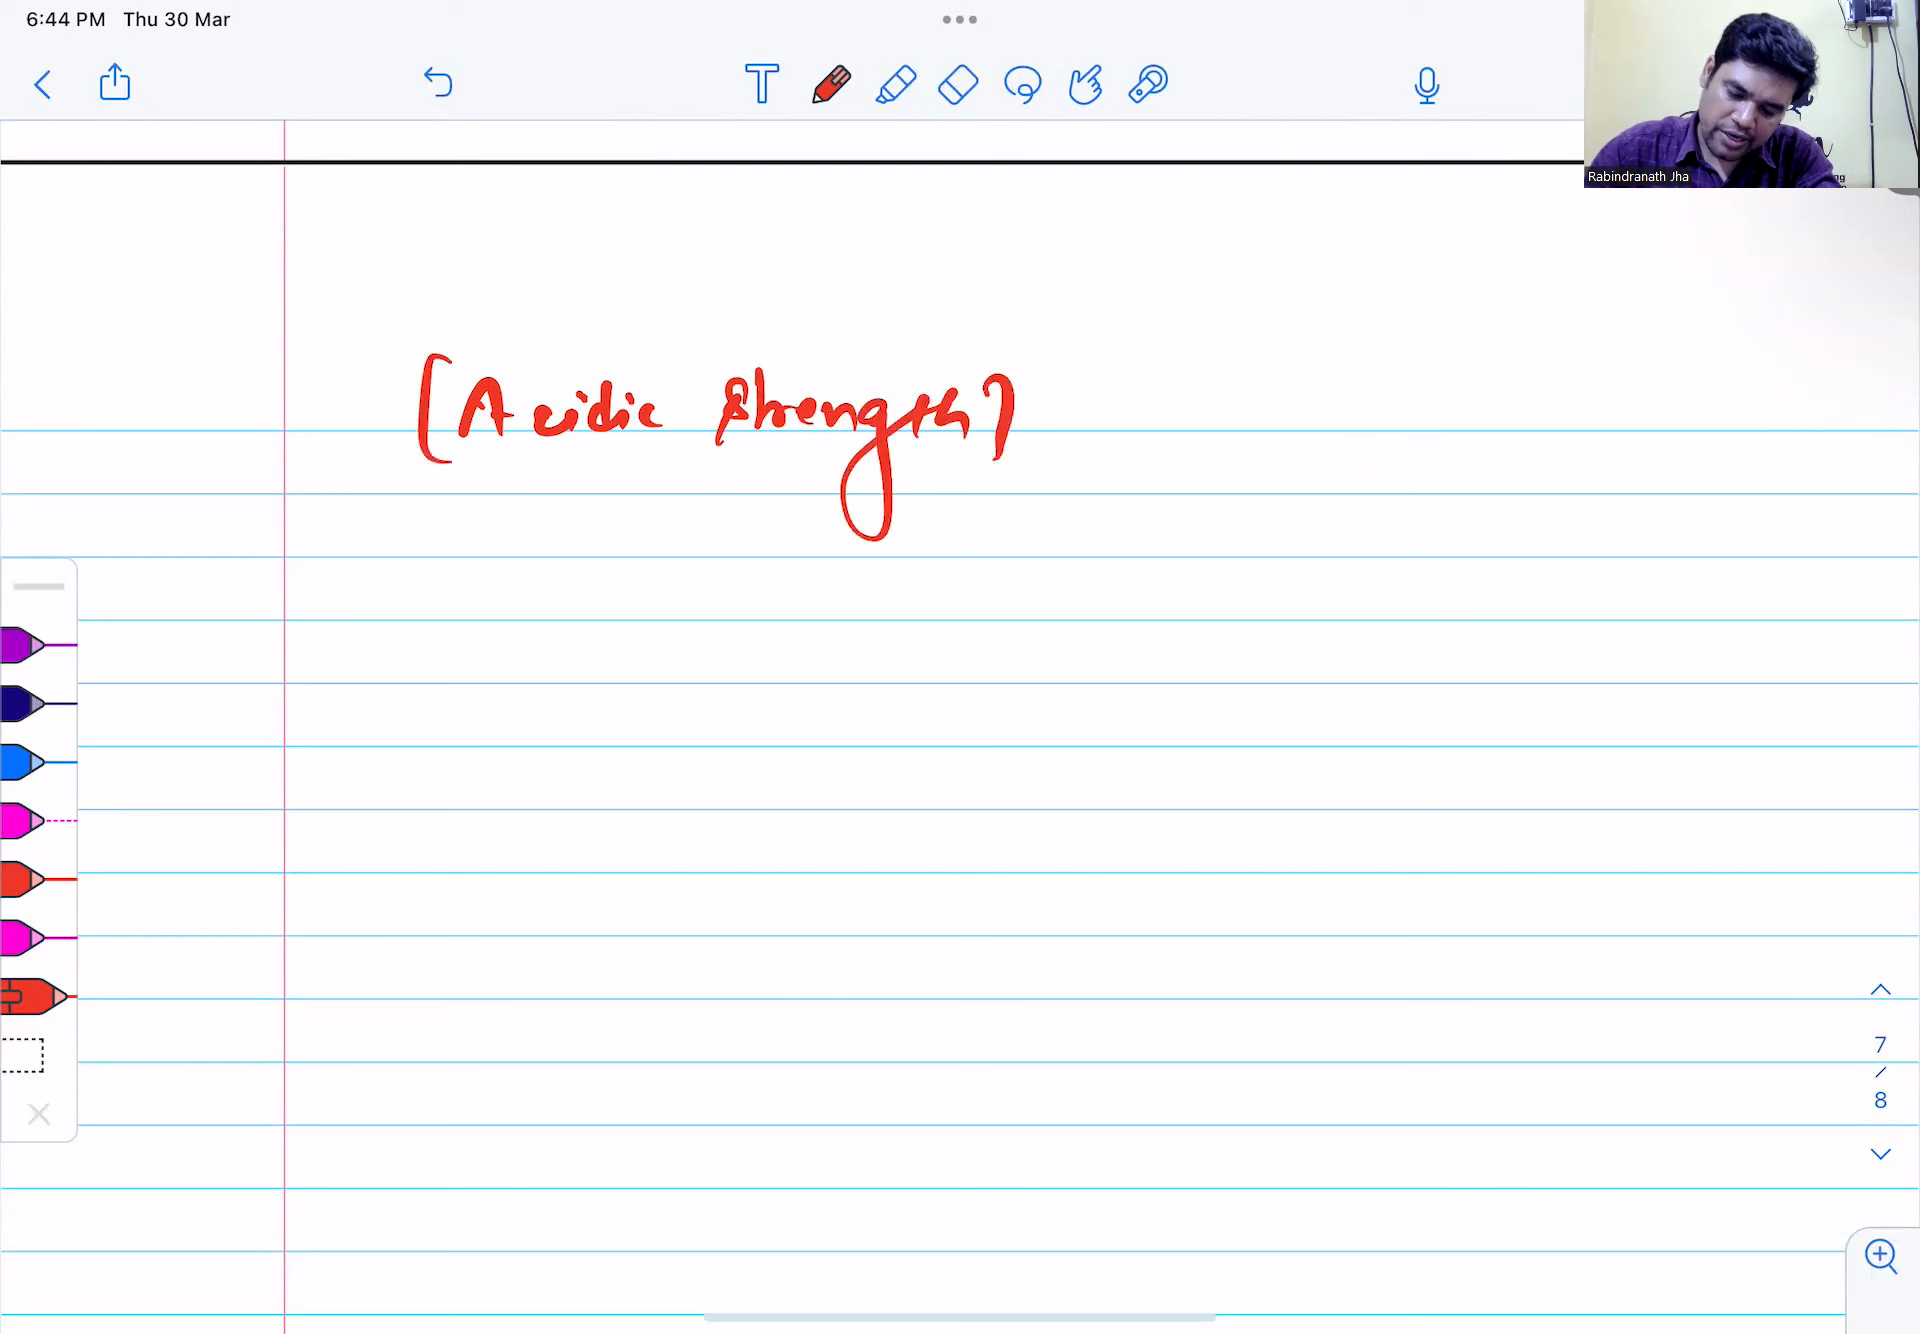 6:44 PM Thu 30 Mar
Rabindranath Jha
[Acidic Strength]
7
/
8